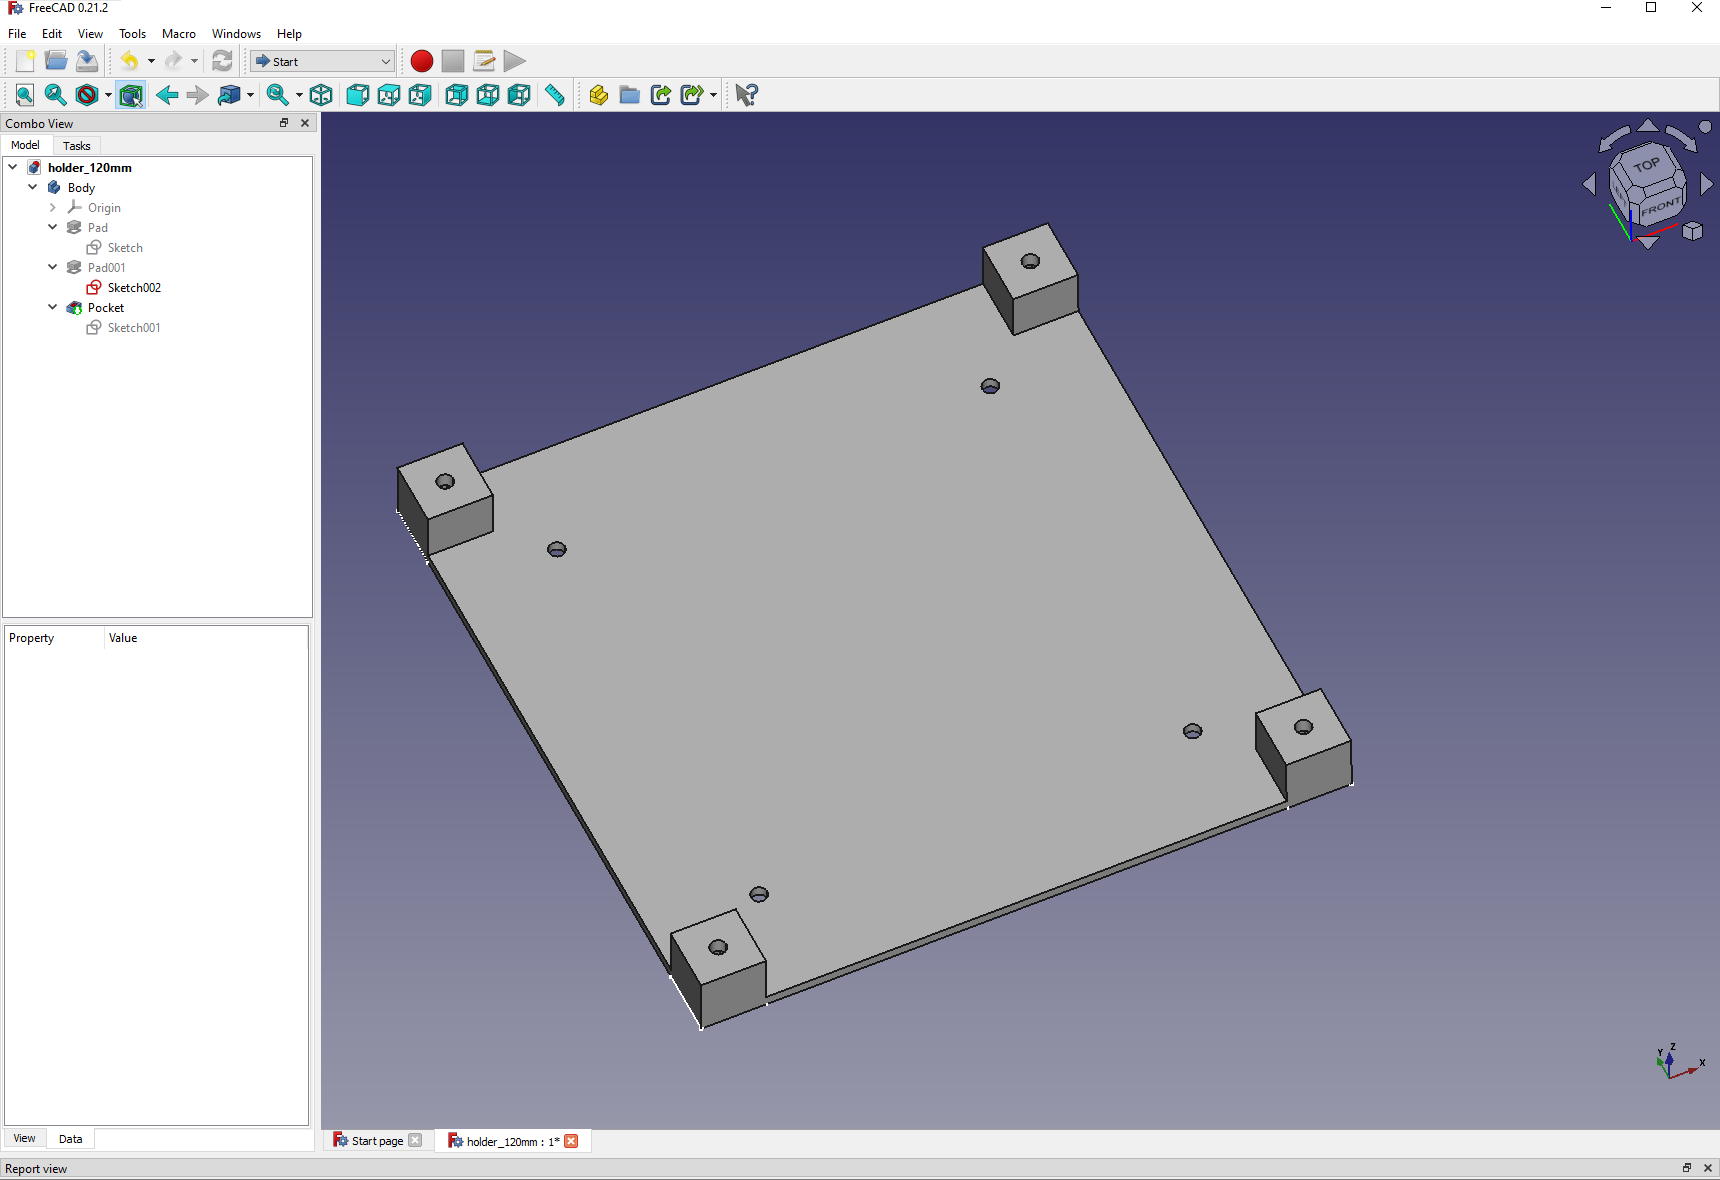 FreeCAD 0.21.2
File Edit View Tools Macro Windows Help
Start
Combo View
Model Tasks
holder_120mm
Body
Origin
Pad
Sketch
Pad001
Sketch002
Pocket
Sketch001
Property Value
View Data
TOP
FRONT
Y Z X
Start page holder_120mm : 1*
Report view